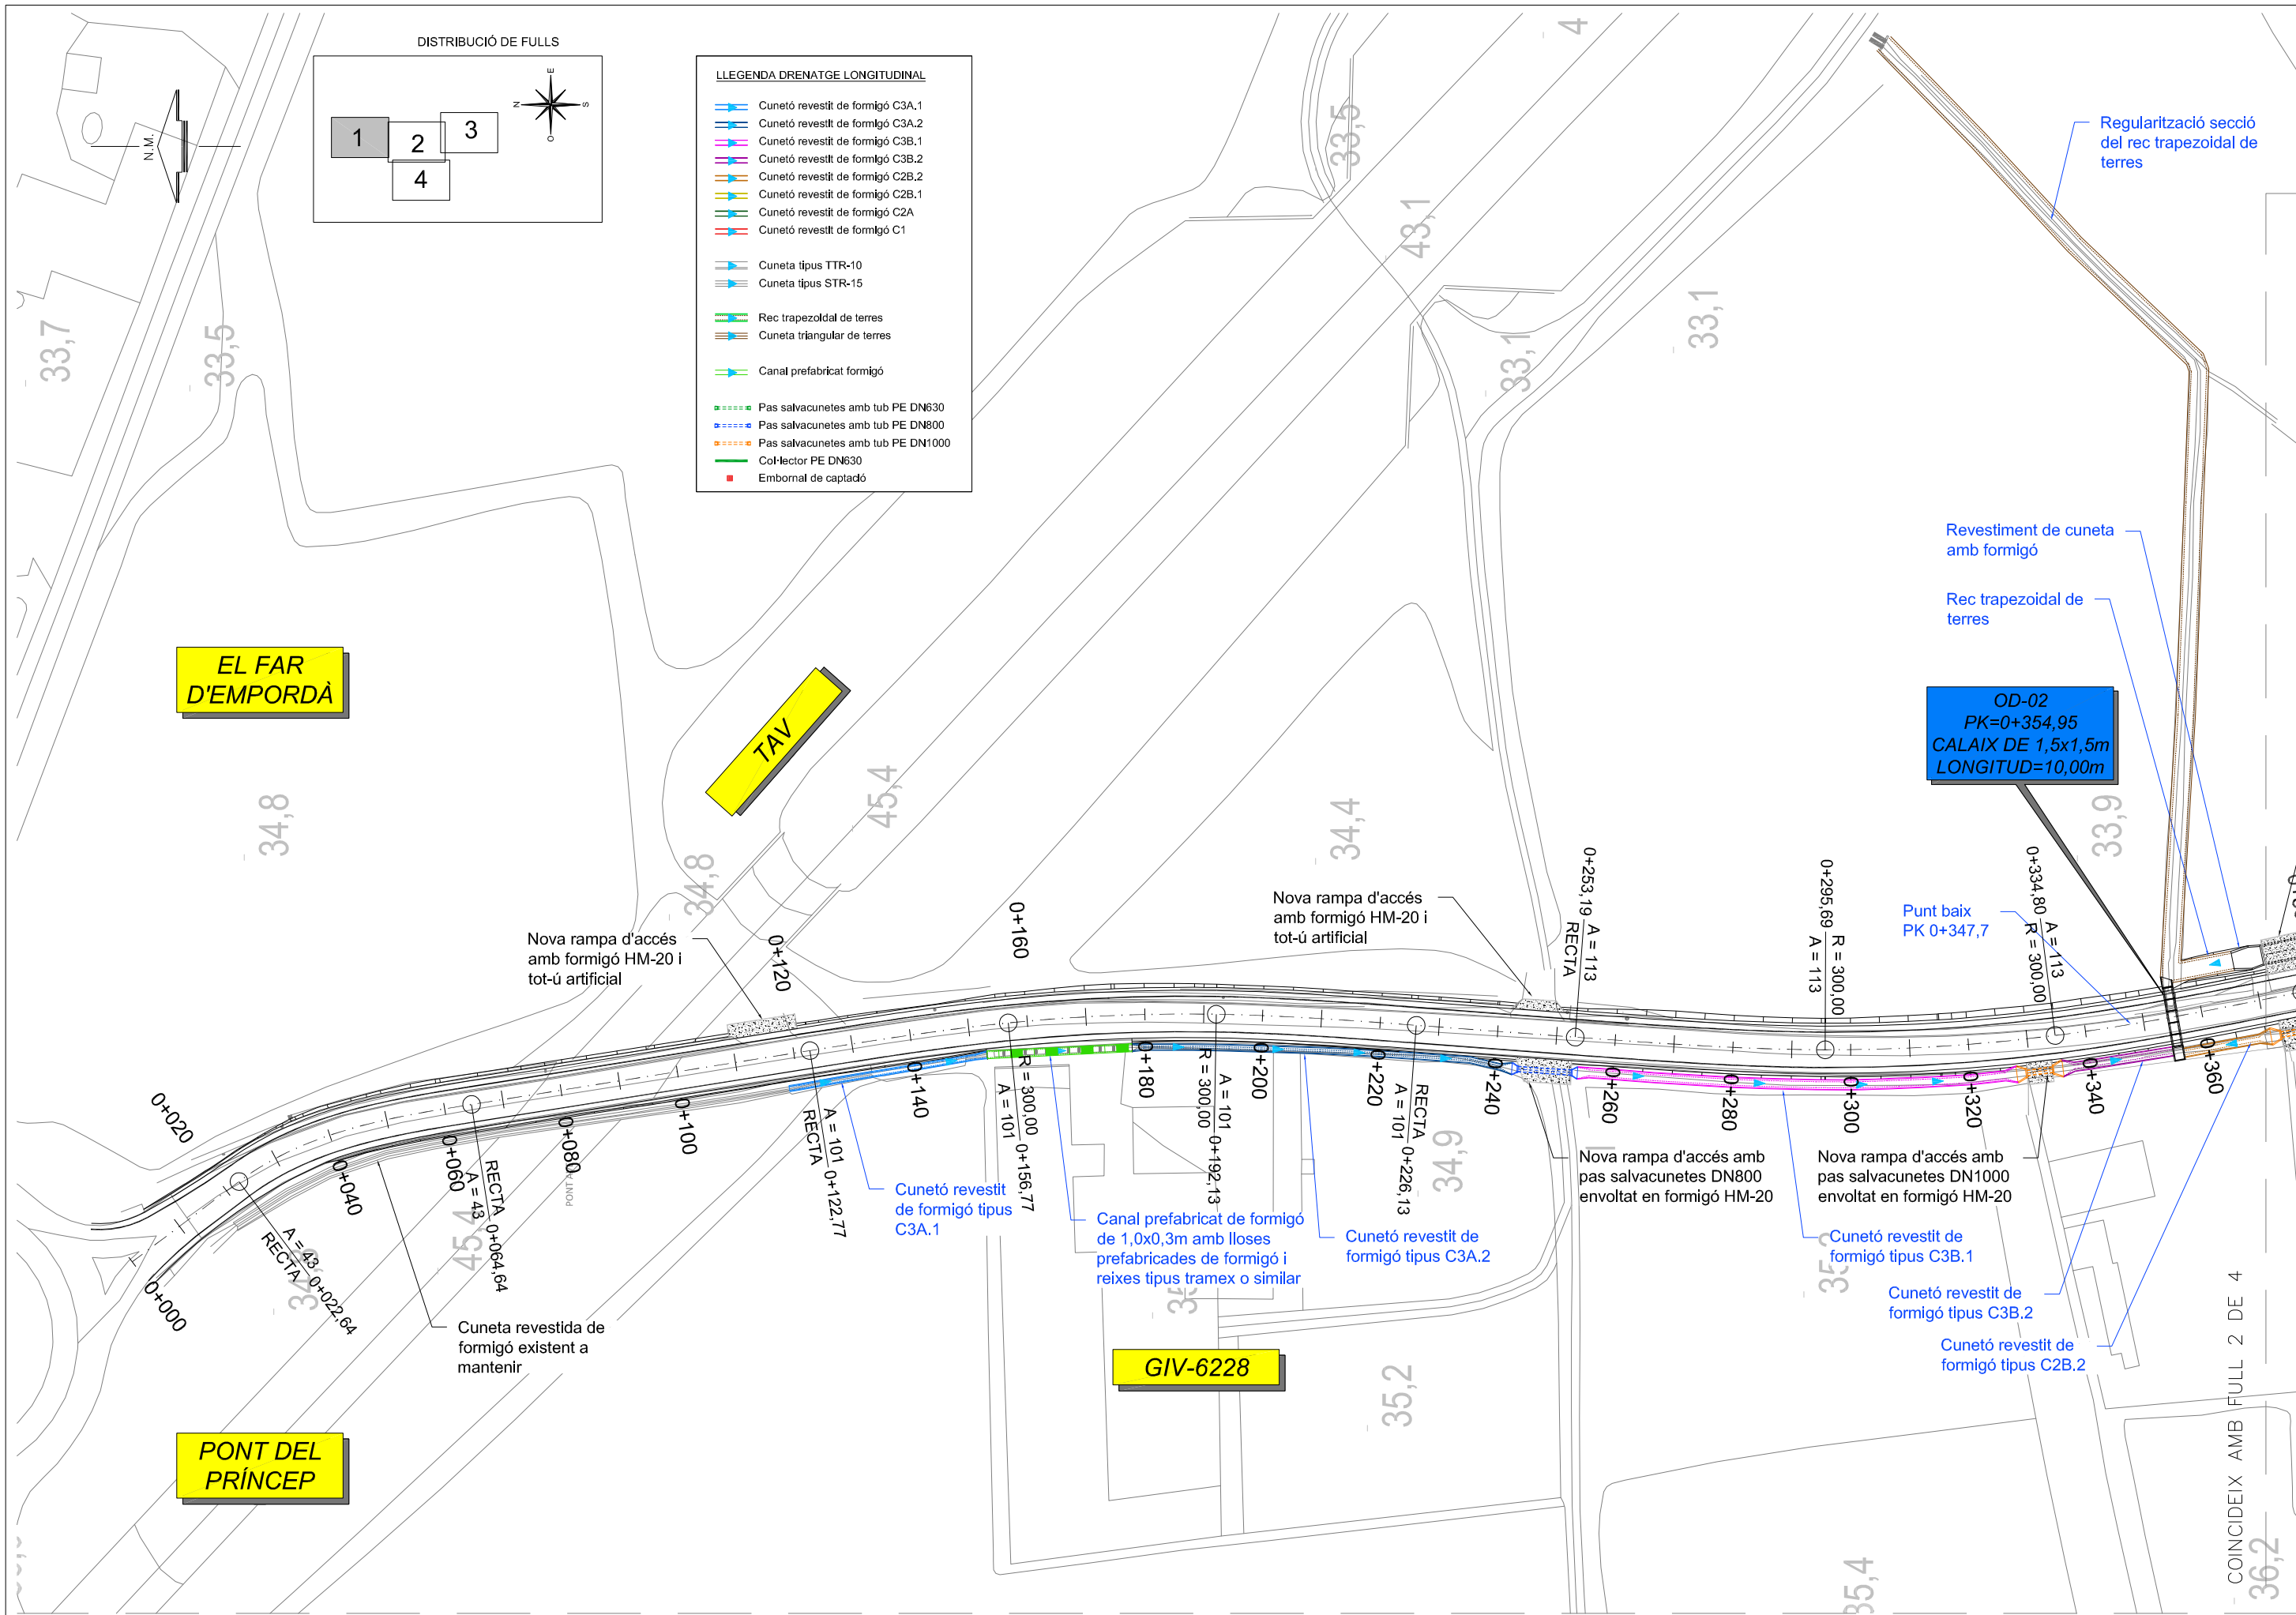 DISTRIBUCIÓ DE FULLS
1
2
3
4
N
E
S
O
N.M.
LLEGENDA DRENATGE LONGITUDINAL
Cunetó revestit de formigó C3A.1
Cunetó revestit de formigó C3A.2
Cunetó revestit de formigó C3B.1
Cunetó revestit de formigó C3B.2
Cunetó revestit de formigó C2B.2
Cunetó revestit de formigó C2B.1
Cunetó revestit de formigó C2A
Cunetó revestit de formigó C1
Cuneta tipus TTR-10
Cuneta tipus STR-15
Rec trapezoïdal de terres
Cuneta triangular de terres
Canal prefabricat formigó
Pas salvacunetes amb tub PE DN630
Pas salvacunetes amb tub PE DN800
Pas salvacunetes amb tub PE DN1000
Col·lector PE DN630
Embornal de captació
33,7
33,5
33,5
43,1
33,1
33,1
34,8
34,8
45,4
34,4
33,9
45,4
34,9
35,2
35,4
36,2
Regularització secció
del rec trapezoidal de
terres
Revestiment de cuneta
amb formigó
Rec trapezoidal de
terres
OD-02
PK=0+354,95
CALAIX DE 1,5x1,5m
LONGITUD=10,00m
EL FAR
D'EMPORDÀ
TAV
Nova rampa d'accés
amb formigó HM-20 i
tot-ú artificial
Nova rampa d'accés
amb formigó HM-20 i
tot-ú artificial
Punt baix
PK 0+347,7
0+253,19 A = 113
RECTA
0+295,69 R = 300,00
A = 113
0+334,80 A = 113
R = 300,00
0+000
0+020
0+040
0+060
0+080
0+100
0+120
0+140
0+160
0+180
0+200
0+220
0+240
0+260
0+280
0+300
0+320
0+340
0+360
A = 43 0+022,64
RECTA
RECTA 0+064,64
A = 43
A = 101 0+122,77
RECTA
R = 300,00 0+156,77
A = 101
A = 101 0+192,13
R = 300,00
RECTA 0+226,13
A = 101
Cunetó revestit
de formigó tipus
C3A.1
Canal prefabricat de formigó
de 1,0x0,3m amb lloses
prefabricades de formigó i
reixes tipus tramex o similar
Cunetó revestit de
formigó tipus C3A.2
Nova rampa d'accés amb
pas salvacunetes DN800
envoltat en formigó HM-20
Nova rampa d'accés amb
pas salvacunetes DN1000
envoltat en formigó HM-20
Cunetó revestit de
formigó tipus C3B.1
Cunetó revestit de
formigó tipus C3B.2
Cunetó revestit de
formigó tipus C2B.2
Cuneta revestida de
formigó existent a
mantenir
GIV-6228
PONT DEL
PRÍNCEP
COINCIDEIX AMB FULL 2 DE 4